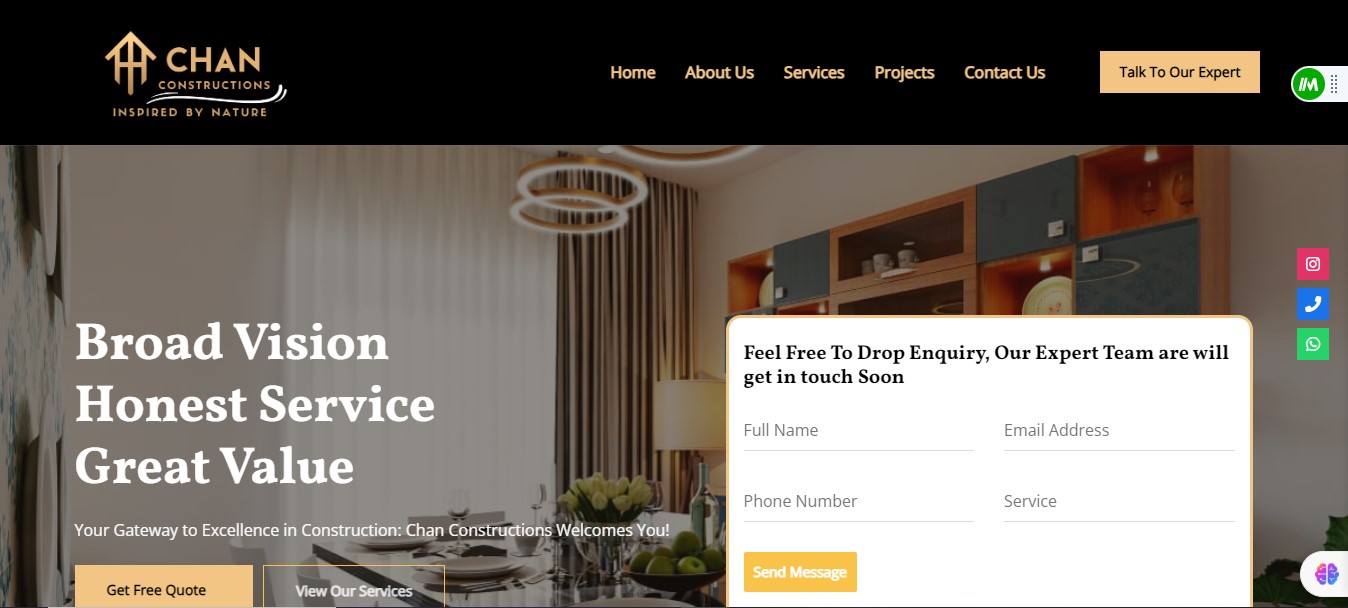 CHAN
CONSTRUCTIONS
INSPIRED BY NATURE
Home About Us Services Projects Contact Us Talk To Our Expert
Broad Vision
Honest Service
Great Value
Your Gateway to Excellence in Construction: Chan Constructions Welcomes You!
Get Free Quote View Our Services
Feel Free To Drop Enquiry, Our Expert Team are will
get in touch Soon
Full Name Email Address
Phone Number Service
Send Message